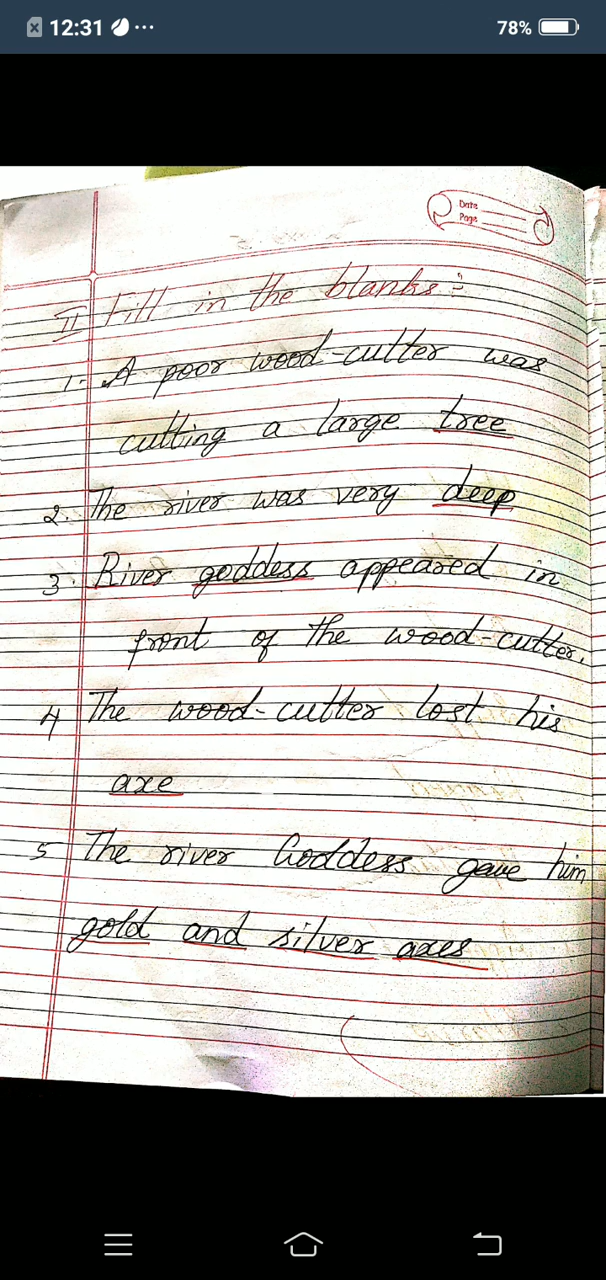 12:31
78%
Date
Page
II Fill in the blanks :-
1. A poor wood-cutter was
cutting a large tree
2. The river was very deep
3. River goddess appeared in
front of the wood-cutter.
4 The wood-cutter lost his
axe
5 The river Goddess gave him
gold and silver axes